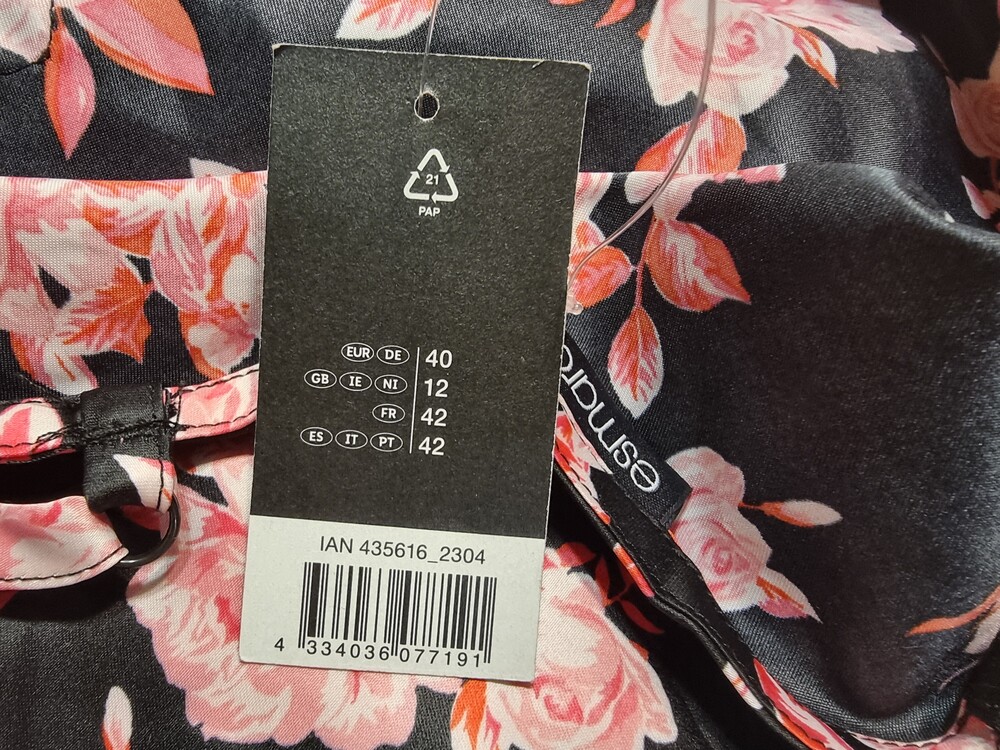 21
PAP
EUR DE 40
GB IE NI 12
FR 42
ES IT PT 42
IAN 435616_2304
4 334036 077191
esmara